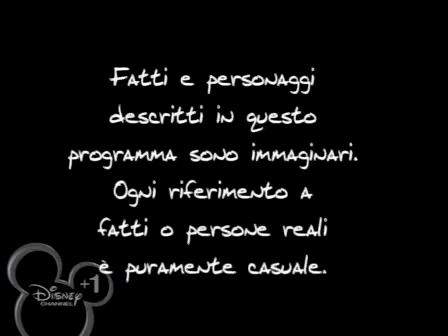 Fatti e personaggi
descritti in questo
programma sono immaginari.
Ogni riferimento a
fatti o persone reali
è puramente casuale.
+1
Disney
CHANNEL